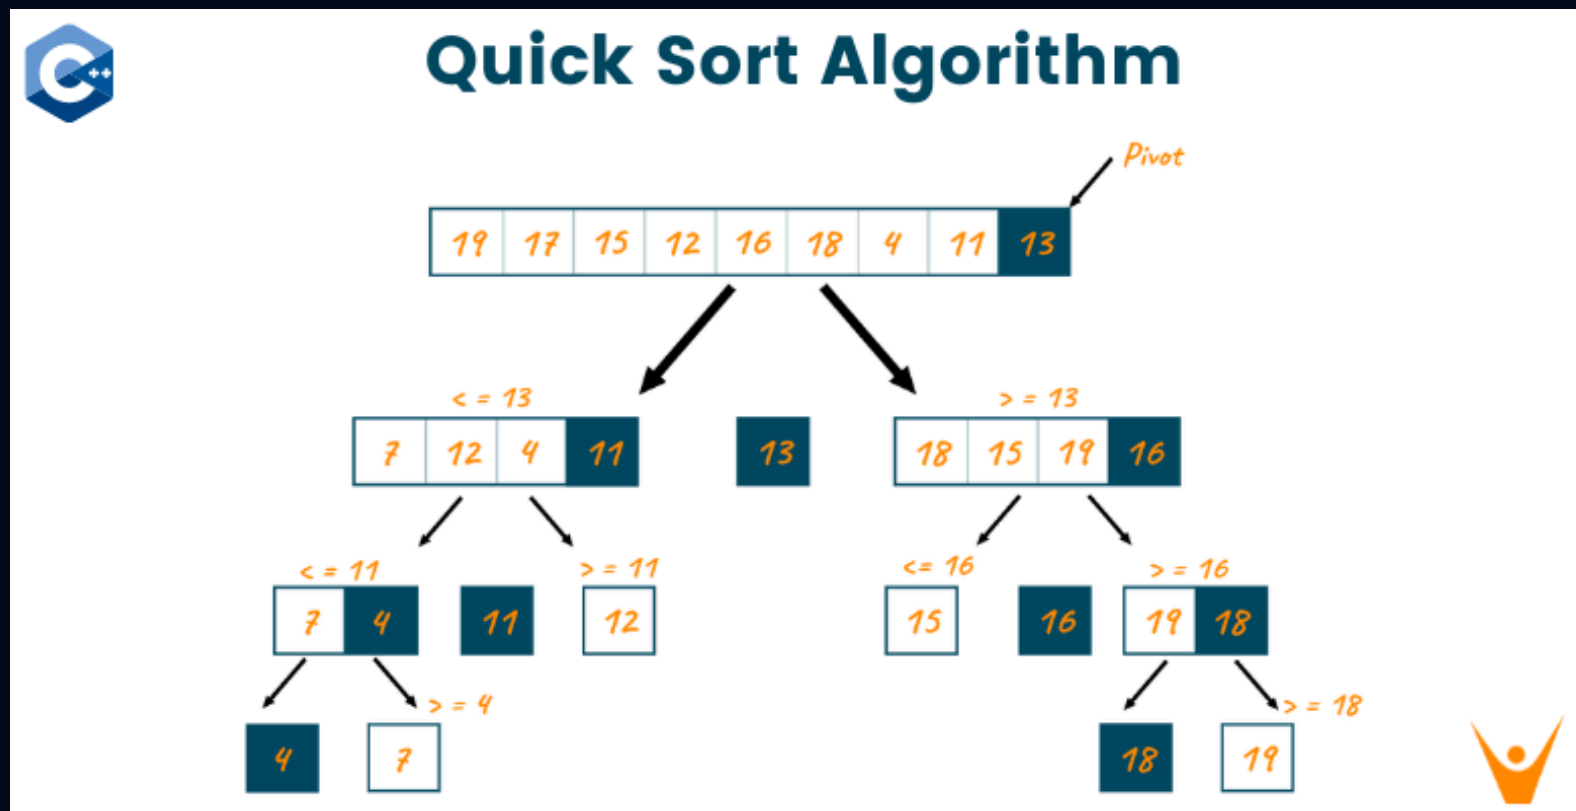 C++
Quick Sort Algorithm
Pivot
19 17 15 12 16 18 4 11 13
< = 13
> = 13
7 12 4 11
13
18 15 19 16
< = 11
> = 11
<= 16
> = 16
7 4
11
12
15
16
19 18
> = 4
> = 18
4
7
18
19